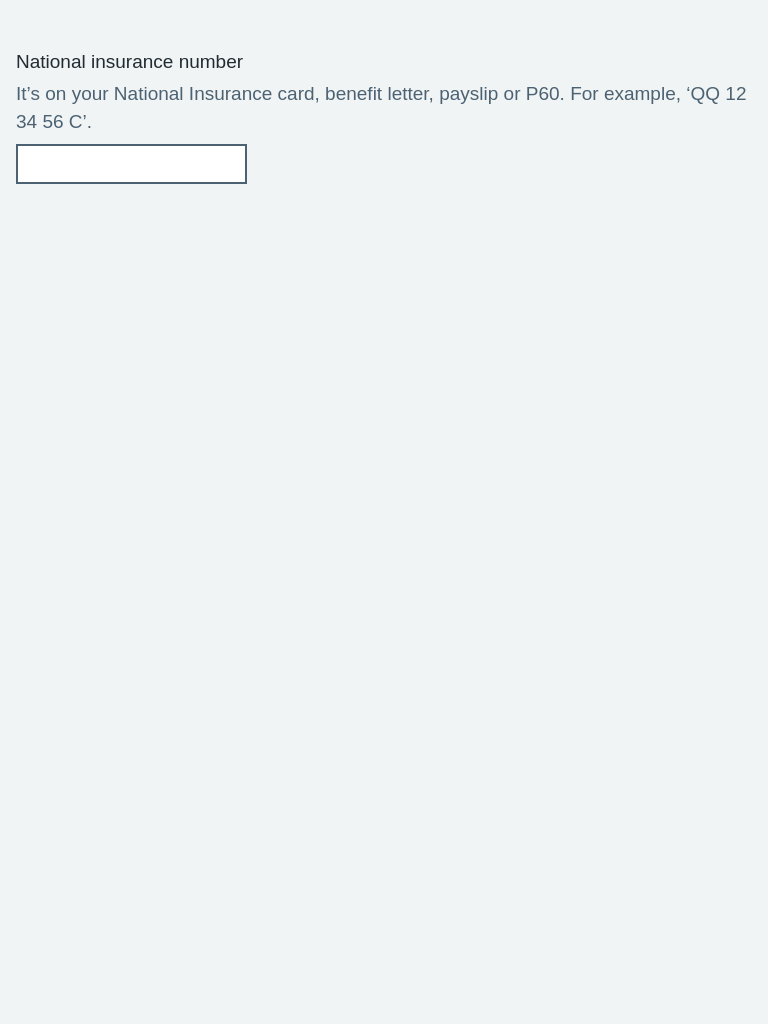 National insurance number
It’s on your National Insurance card, benefit letter, payslip or P60. For example, ‘QQ 12
34 56 C’.